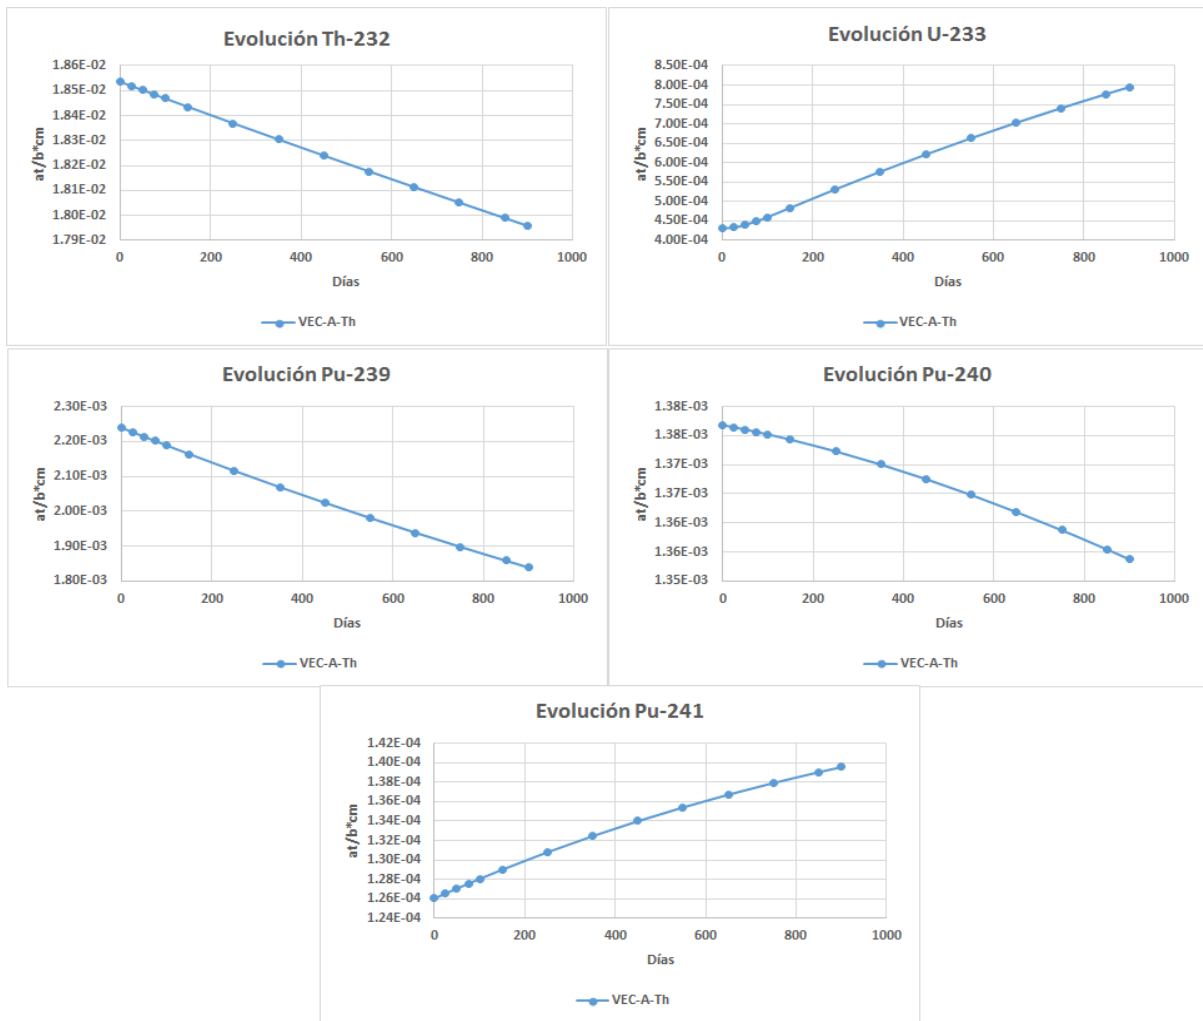 Evolución Th-232
1.86E-02
1.85E-02
1.84E-02
1.83E-02
1.82E-02
1.81E-02
1.80E-02
1.79E-02
at/b*cm
0 200 400 600 800 1000
Días
VEC-A-Th
Evolución U-233
8.50E-04
8.00E-04
7.50E-04
7.00E-04
6.50E-04
6.00E-04
5.50E-04
5.00E-04
4.50E-04
4.00E-04
at/b*cm
0 200 400 600 800 1000
Días
VEC-A-Th
Evolución Pu-239
2.30E-03
2.20E-03
2.10E-03
2.00E-03
1.90E-03
1.80E-03
at/b*cm
0 200 400 600 800 1000
Días
VEC-A-Th
Evolución Pu-240
1.38E-03
1.38E-03
1.37E-03
1.37E-03
1.36E-03
1.36E-03
1.35E-03
at/b*cm
0 200 400 600 800 1000
Días
VEC-A-Th
Evolución Pu-241
1.42E-04
1.40E-04
1.38E-04
1.36E-04
1.34E-04
1.32E-04
1.30E-04
1.28E-04
1.26E-04
1.24E-04
at/b*cm
0 200 400 600 800 1000
Días
VEC-A-Th